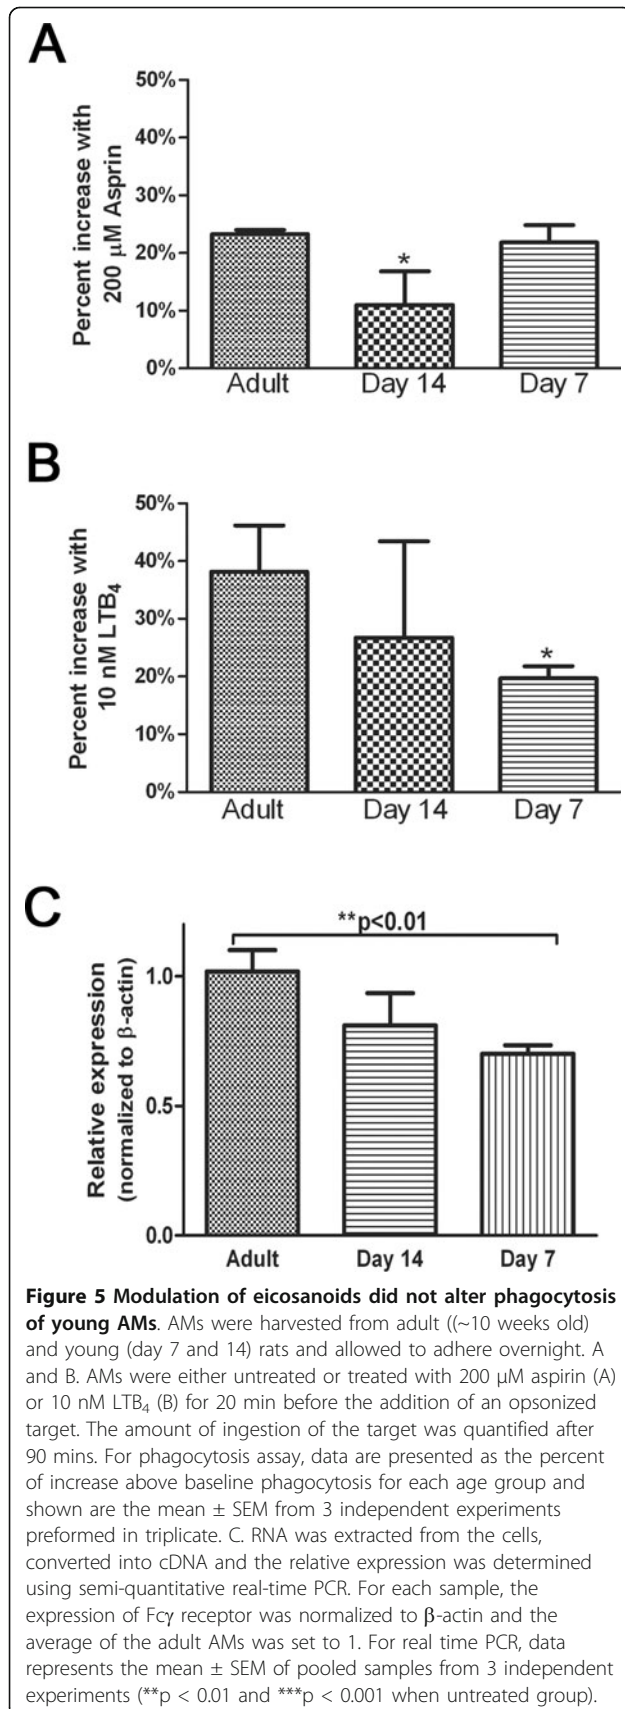 A
Percent increase with
200 μM Asprin
50%
40%
30%
20%
10%
0%
*
Adult Day 14 Day 7
B
Percent increase with
10 nM LTB₄
50%
40%
30%
20%
10%
0%
*
Adult Day 14 Day 7
C
Relative expression
(normalized to β-actin)
**p<0.01
1.0
0.5
0.0
Adult Day 14 Day 7
Figure 5 Modulation of eicosanoids did not alter phagocytosis
of young AMs. AMs were harvested from adult ((~10 weeks old)
and young (day 7 and 14) rats and allowed to adhere overnight. A
and B. AMs were either untreated or treated with 200 μM aspirin (A)
or 10 nM LTB₄ (B) for 20 min before the addition of an opsonized
target. The amount of ingestion of the target was quantified after
90 mins. For phagocytosis assay, data are presented as the percent
of increase above baseline phagocytosis for each age group and
shown are the mean ± SEM from 3 independent experiments
preformed in triplicate. C. RNA was extracted from the cells,
converted into cDNA and the relative expression was determined
using semi-quantitative real-time PCR. For each sample, the
expression of Fcγ receptor was normalized to β-actin and the
average of the adult AMs was set to 1. For real time PCR, data
represents the mean ± SEM of pooled samples from 3 independent
experiments (**p < 0.01 and ***p < 0.001 when untreated group).